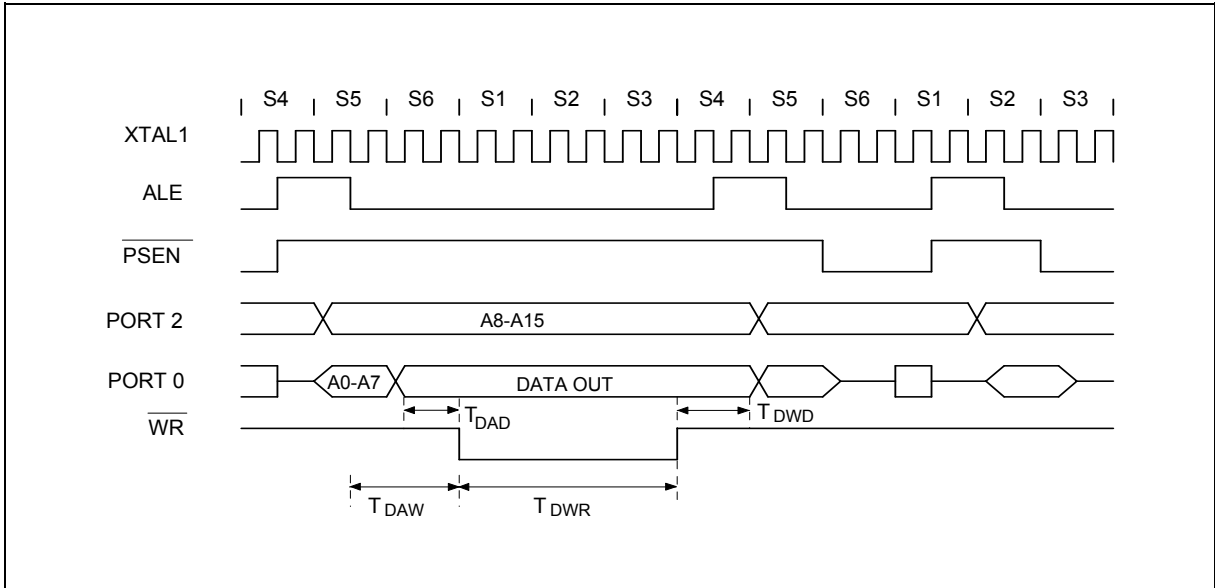 S4 S5 S6 S1 S2 S3 S4 S5 S6 S1 S2 S3
XTAL1
ALE
PSEN
PORT 2 A8-A15
PORT 0 A0-A7 DATA OUT
TDAD TDWD
WR
TDAW TDWR